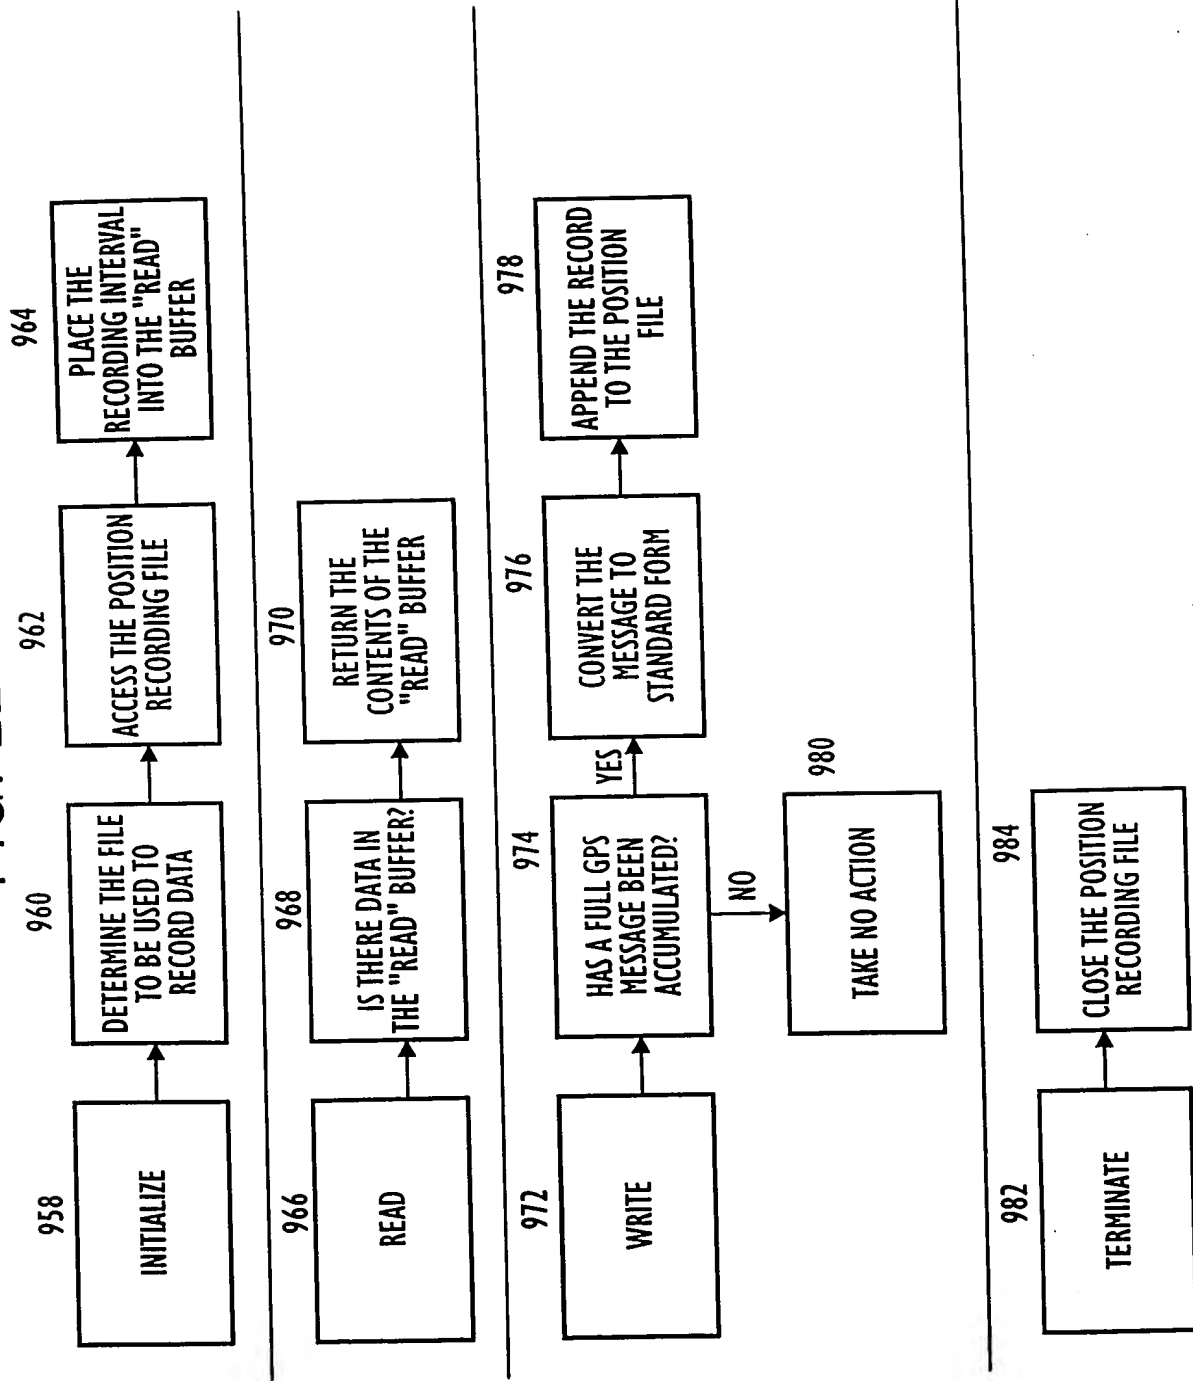 958
INITIALIZE
960
DETERMINE THE FILE
TO BE USED TO
RECORD DATA
962
ACCESS THE POSITION
RECORDING FILE
964
PLACE THE
RECORDING INTERVAL
INTO THE "READ"
BUFFER
966
READ
968
IS THERE DATA IN
THE "READ" BUFFER?
970
RETURN THE
CONTENTS OF THE
"READ" BUFFER
972
WRITE
974
HAS A FULL GPS
MESSAGE BEEN
ACCUMULATED?
YES
976
CONVERT THE
MESSAGE TO
STANDARD FORM
978
APPEND THE RECORD
TO THE POSITION
FILE
NO
980
TAKE NO ACTION
982
TERMINATE
984
CLOSE THE POSITION
RECORDING FILE